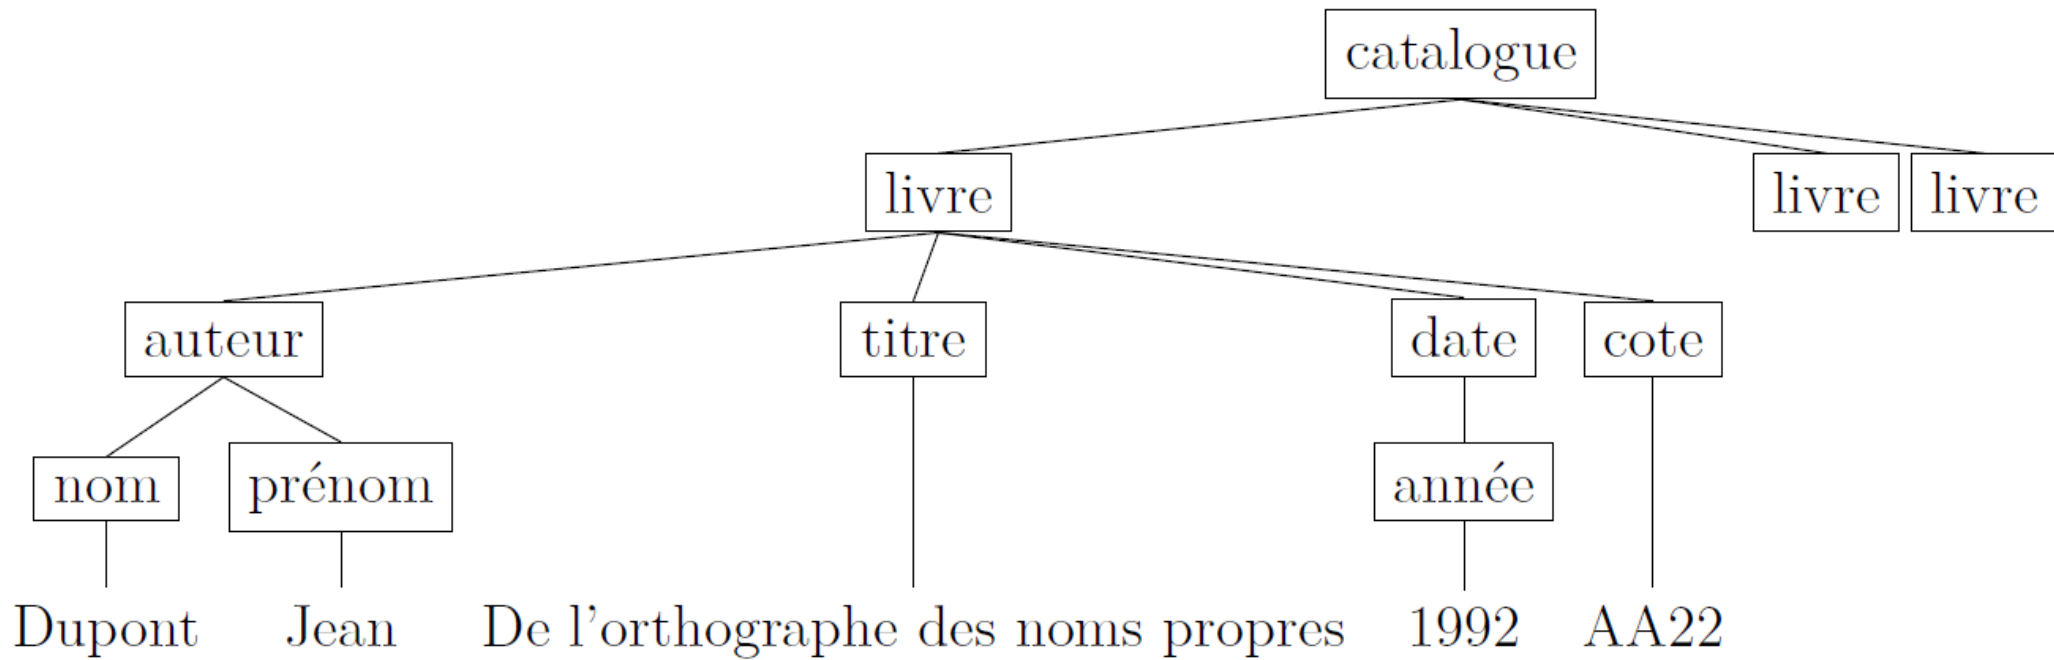 catalogue
livre livre livre
auteur titre date cote
nom prénom année
Dupont Jean De l'orthographe des noms propres 1992 AA22